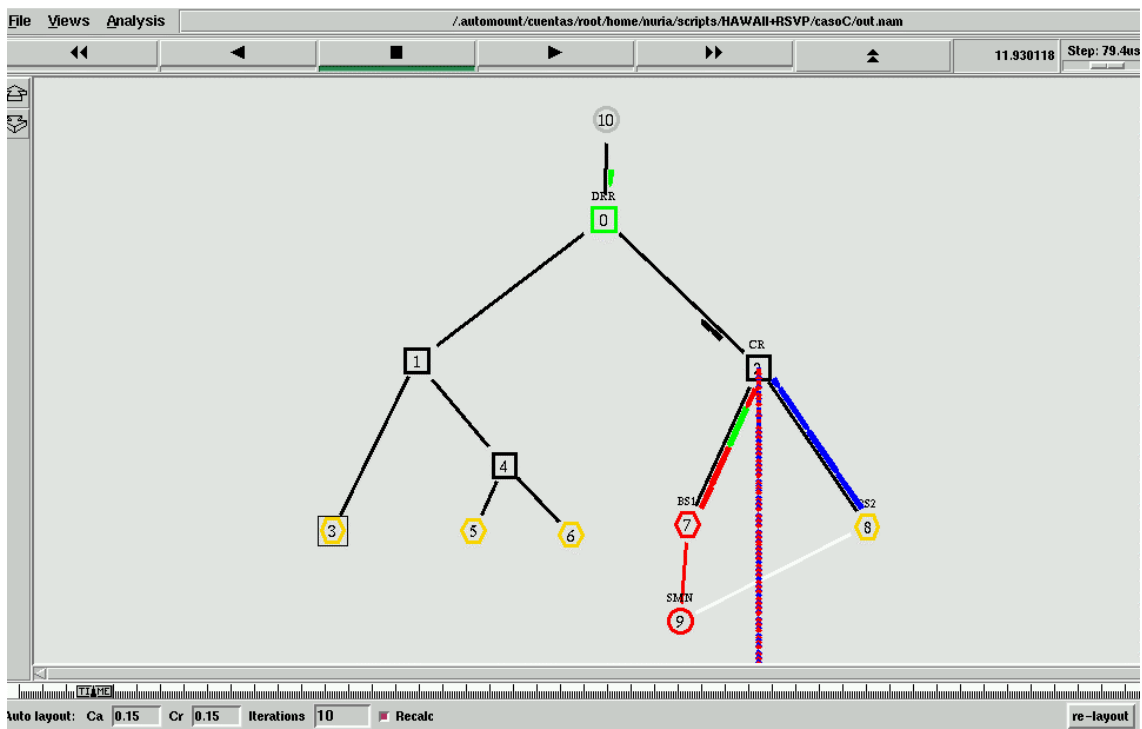 File Views Analysis /.automount/cuentas/root/home/nuria/scripts/HAWAII+RSVP/casoC/out.nam
11.930118 Step: 79.4us
10
DRR
0
CR
1
2
4
BS1
BS2
3
5
6
7
8
SMN
9
TIME
Auto layout: Ca 0.15 Cr 0.15 Iterations 10 Recalc re-layout